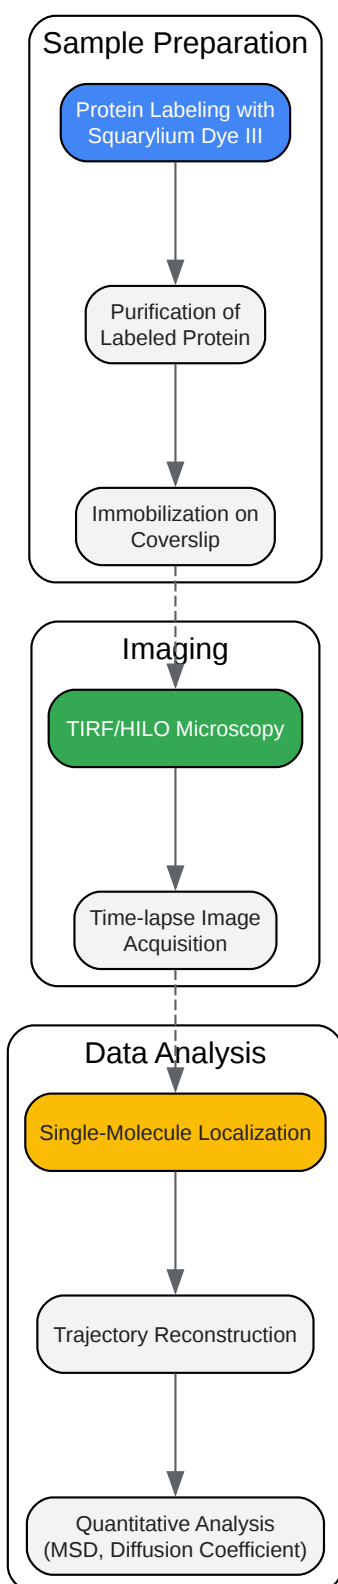 Sample Preparation
Protein Labeling with
Squarylium Dye III
Purification of
Labeled Protein
Immobilization on
Coverslip
Imaging
TIRF/HILO Microscopy
Time-lapse Image
Acquisition
Data Analysis
Single-Molecule Localization
Trajectory Reconstruction
Quantitative Analysis
(MSD, Diffusion Coefficient)